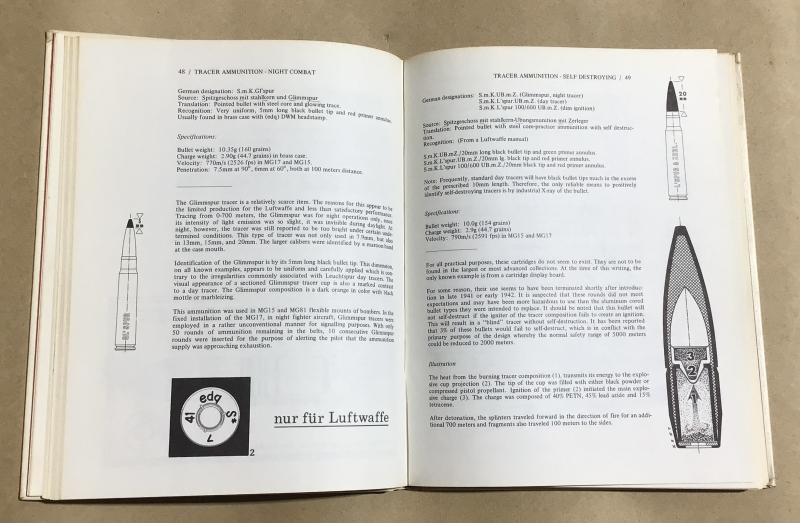 48 / TRACER AMMUNITION - NIGHT COMBAT
German designation: S.m.K.Gl'spur
Source: Spitzgeschoss mit stahlkern und Glimmspur
Translation: Pointed bullet with steel core and glowing trace.
Recognition: Very uniform, 5mm long black bullet tip and red primer annulus.
Usually found in brass case with (edq) DWM headstamp.
Specifications:
Bullet weight: 10.35g (160 grains)
Charge weight: 2.90g (44.7 grains) in brass case.
Velocity: 770m/s (2526 fps) in MG17 and MG15.
Penetration: 7.5mm at 90°, 6mm at 60°, both at 100 meters distance.
The Glimmspur tracer is a relatively scarce item. The reasons for this appear to be
the limited production for the Luftwaffe and less than satisfactory performance.
Tracing from 0-700 meters, the Glimmspur was for night operations only, since
its intensity of light emission was so slight, it was invisible during daylight. At
night, however, the tracer was still reported to be too bright under certain unde-
termined conditions. This type of tracer was not only used in 7.9mm, but also
in 13mm, 15mm, and 20mm. The larger calibers were identified by a maroon band
at the case mouth.
Identification of the Glimmspur is by its 5mm long black bullet tip. This dimension,
on all known examples, appears to be uniform and carefully applied which is con-
trary to the irregularities commonly associated with Leuchtspur day tracers. The
visual appearance of a sectioned Glimmspur tracer cup is also a marked contrast
to a day tracer. The Glimmspur composition is a dark orange in color with black
mottle or marbleizing.
This ammunition was used in MG15 and MG81 flexible mounts of bombers. In the
fixed installation of the MG17, in night fighter aircraft, Glimmspur tracers were
employed in a rather unconventional manner for signalling purposes. With only
50 rounds of ammunition remaining in the belts, 10 consecutive Glimmspur
rounds were inserted for the purpose of alerting the pilot that the ammunition
supply was approaching exhaustion.
GL' SPUR
edq
S*
7
41
2
nur für Luftwaffe
TRACER AMMUNITION - SELF DESTROYING / 49
German designations: S.m.K.UB.m.Z. (Glimmspur, night tracer)
S.m.K.L'spur.UB.m.Z. (day tracer)
S.m.K.L'spur 100/600 UB.m.Z. (dim ignition)
Source: Spitzgeschoss mit stahlkern-Ubungsmunition mit Zerleger
Translation: Pointed bullet with steel core-practice ammunition with self destruc-
tion.
Recognition: (From a Luftwaffe manual)
S.m.K.UB.m.Z./20mm long black bullet tip and green primer annulus.
S.m.K.L'spur UB.m.Z./20mm lg. black tip and red primer annulus.
S.m.K.L'spur 100/600 UB.m.Z./20mm black tip and red primer annulus.
Note: Frequently, standard day tracers will have black bullet tips much in the excess
of the prescribed 10mm length. Therefore, the only reliable means to positively
identify self-destroying tracers is by industrial X-ray of the bullet.
Specifications:
Bullet weight: 10.0g (154 grains)
Charge weight: 2.9g (44.7 grains)
Velocity: 790m/s (2591 fps) in MG15 and MG17
For all practical purposes, these cartridges do not seem to exist. They are not to be
found in the largest or most advanced collections. At the time of this writing, the
only known example is from a cartridge display board.
For some reason, their use seems to have been terminated shortly after introduc-
tion in late 1941 or early 1942. It is suspected that these rounds did not meet
expectations and may have been more hazardous to use than the aluminum cored
bullet types they were intended to replace. It should be noted that this bullet will
not self-destruct if the igniter of the tracer composition fails to create an ignition.
This will result in a "blind" tracer without self-destruction. It has been reported
that 3% of these bullets would fail to self-destruct, which is in conflict with the
primary purpose of the design whereby the normal safety range of 5000 meters
could be reduced to 2000 meters.
Illustration
The heat from the burning tracer composition (1), transmits its energy to the explo-
sive cup projection (2). The tip of the cup was filled with either black powder or
compressed pistol propellant. Ignition of the primer (2) initiated the main explo-
sive charge (3). The charge was composed of 40% PETN, 45% lead azide and 15%
tetracene.
After detonation, the splinters traveled forward in the direction of fire for an addi-
tional 700 meters and fragments also traveled 100 meters to the sides.
20
mm
3
2
1